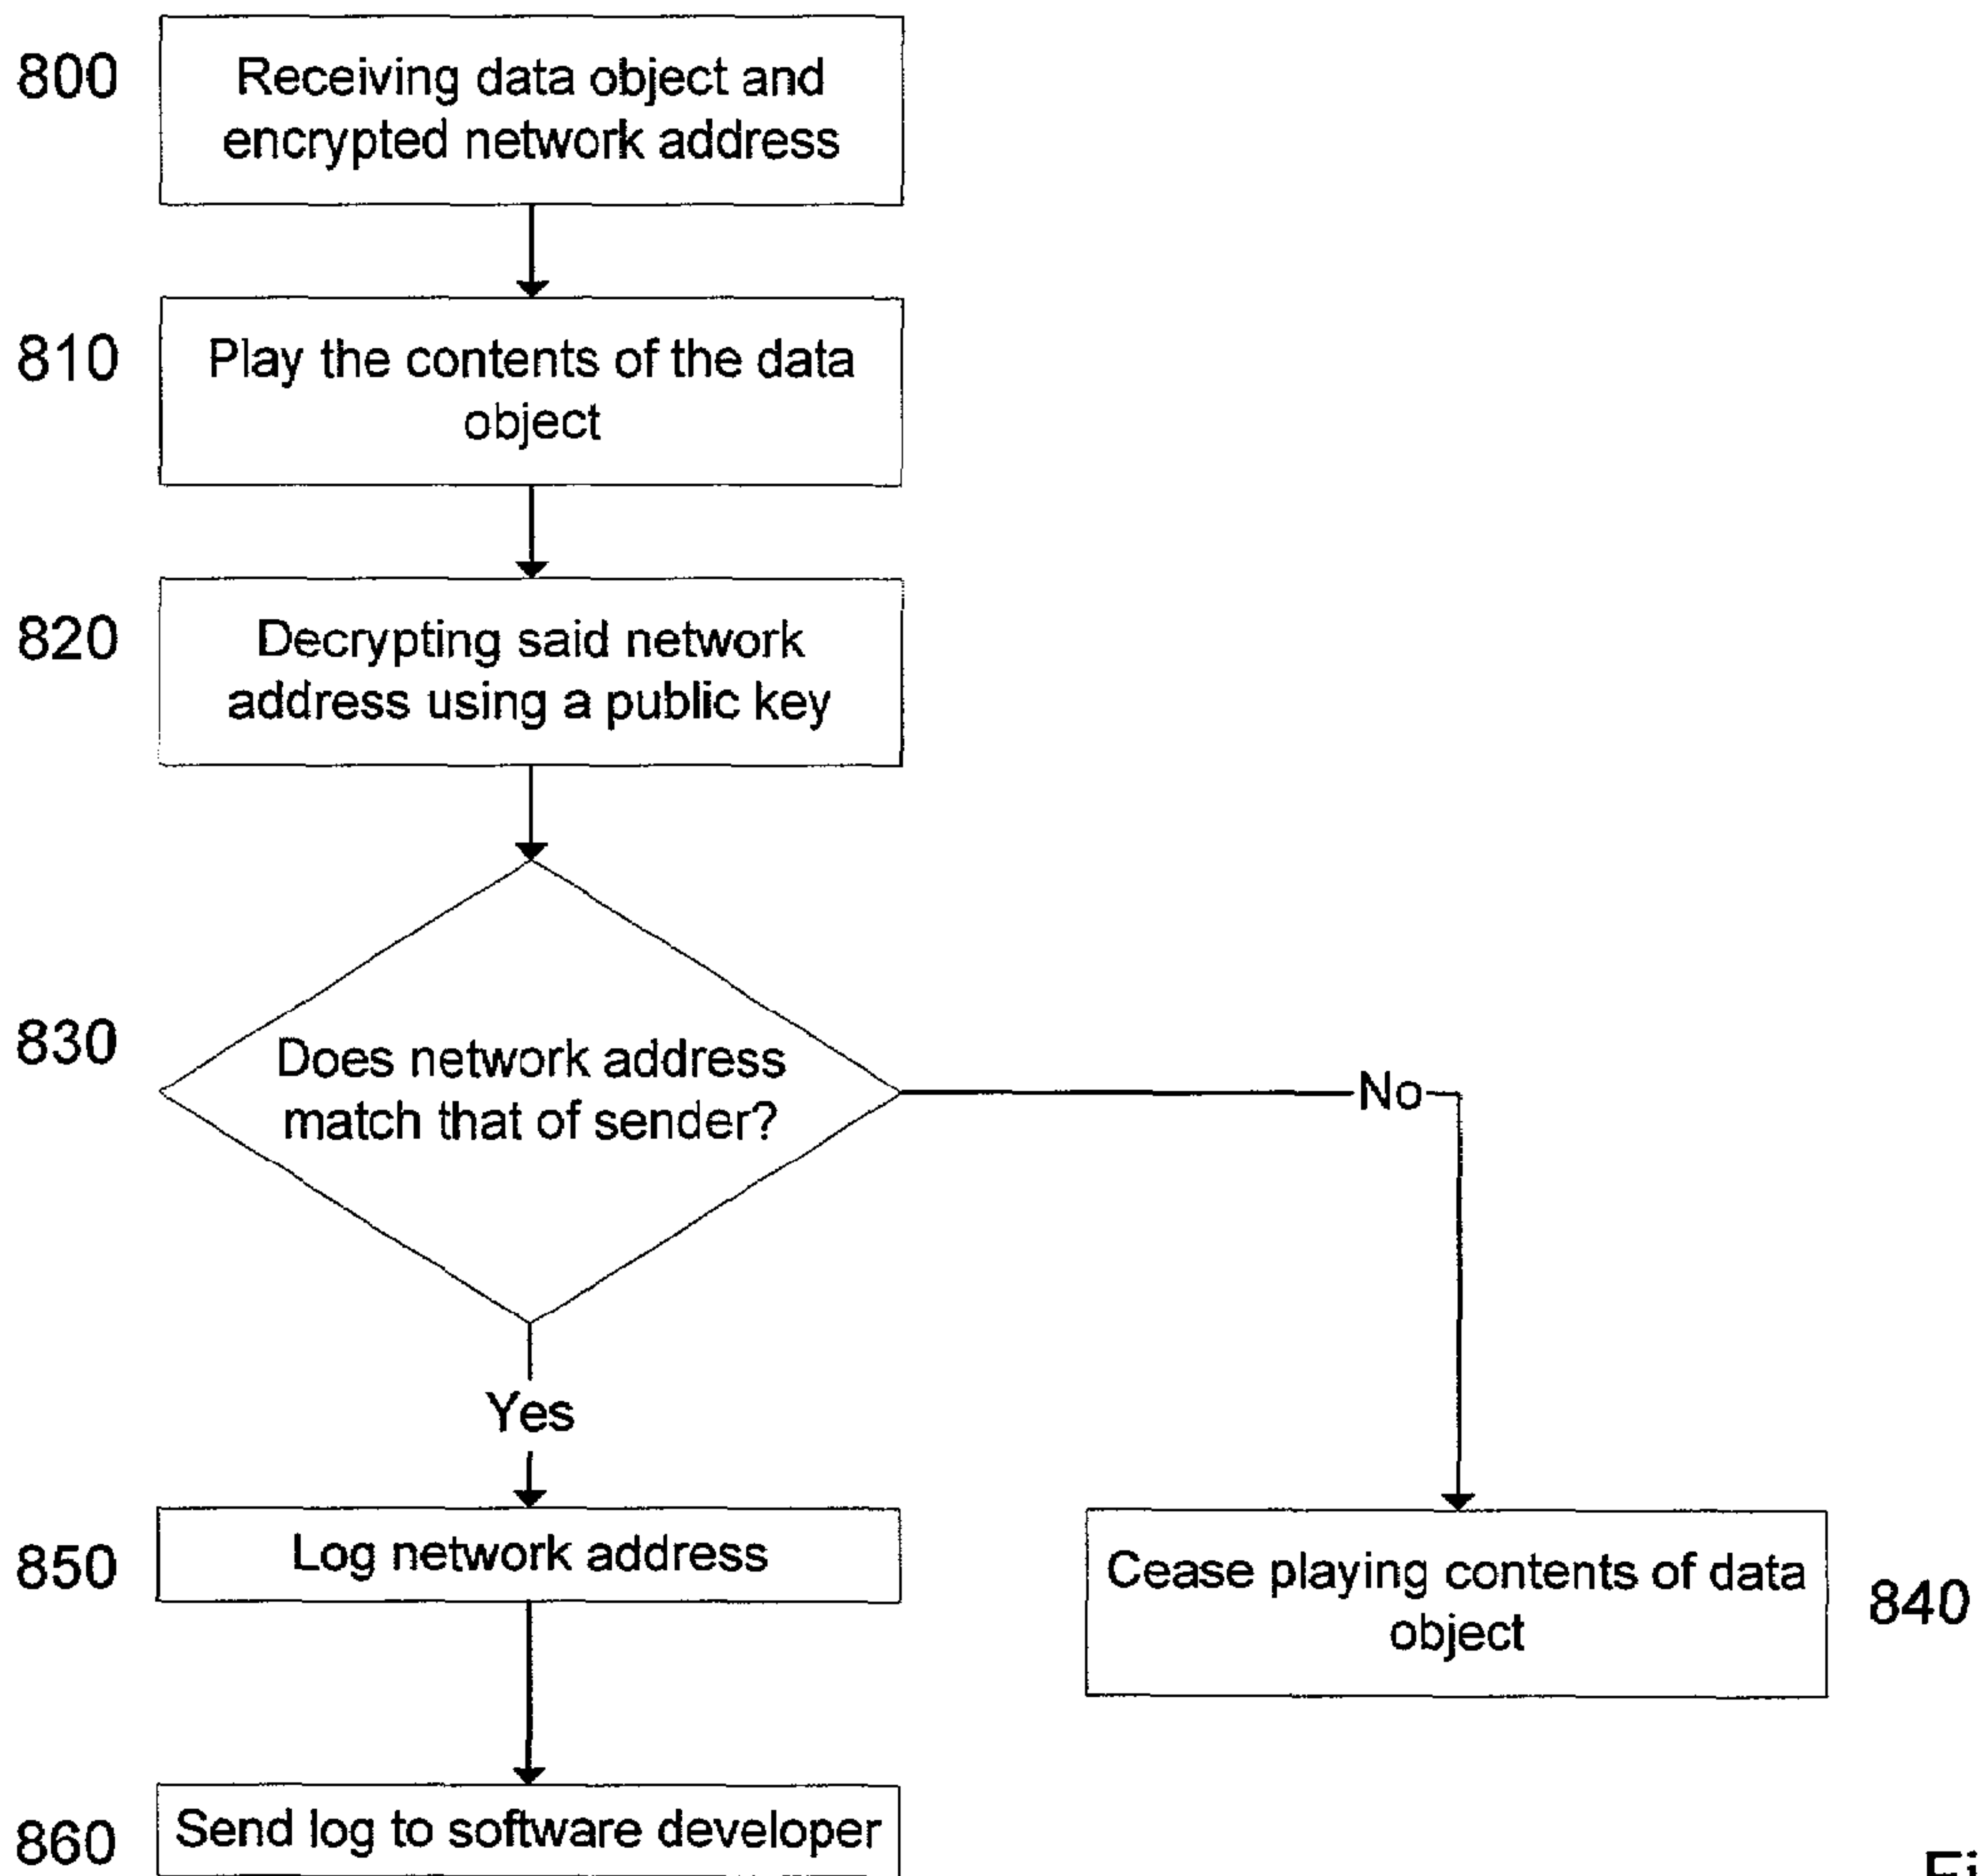 800
Receiving data object and
encrypted network address
810
Play the contents of the data
object
820
Decrypting said network
address using a public key
830
Does network address
match that of sender?
No
Yes
850
Log network address
Cease playing contents of data
object
840
860
Send log to software developer